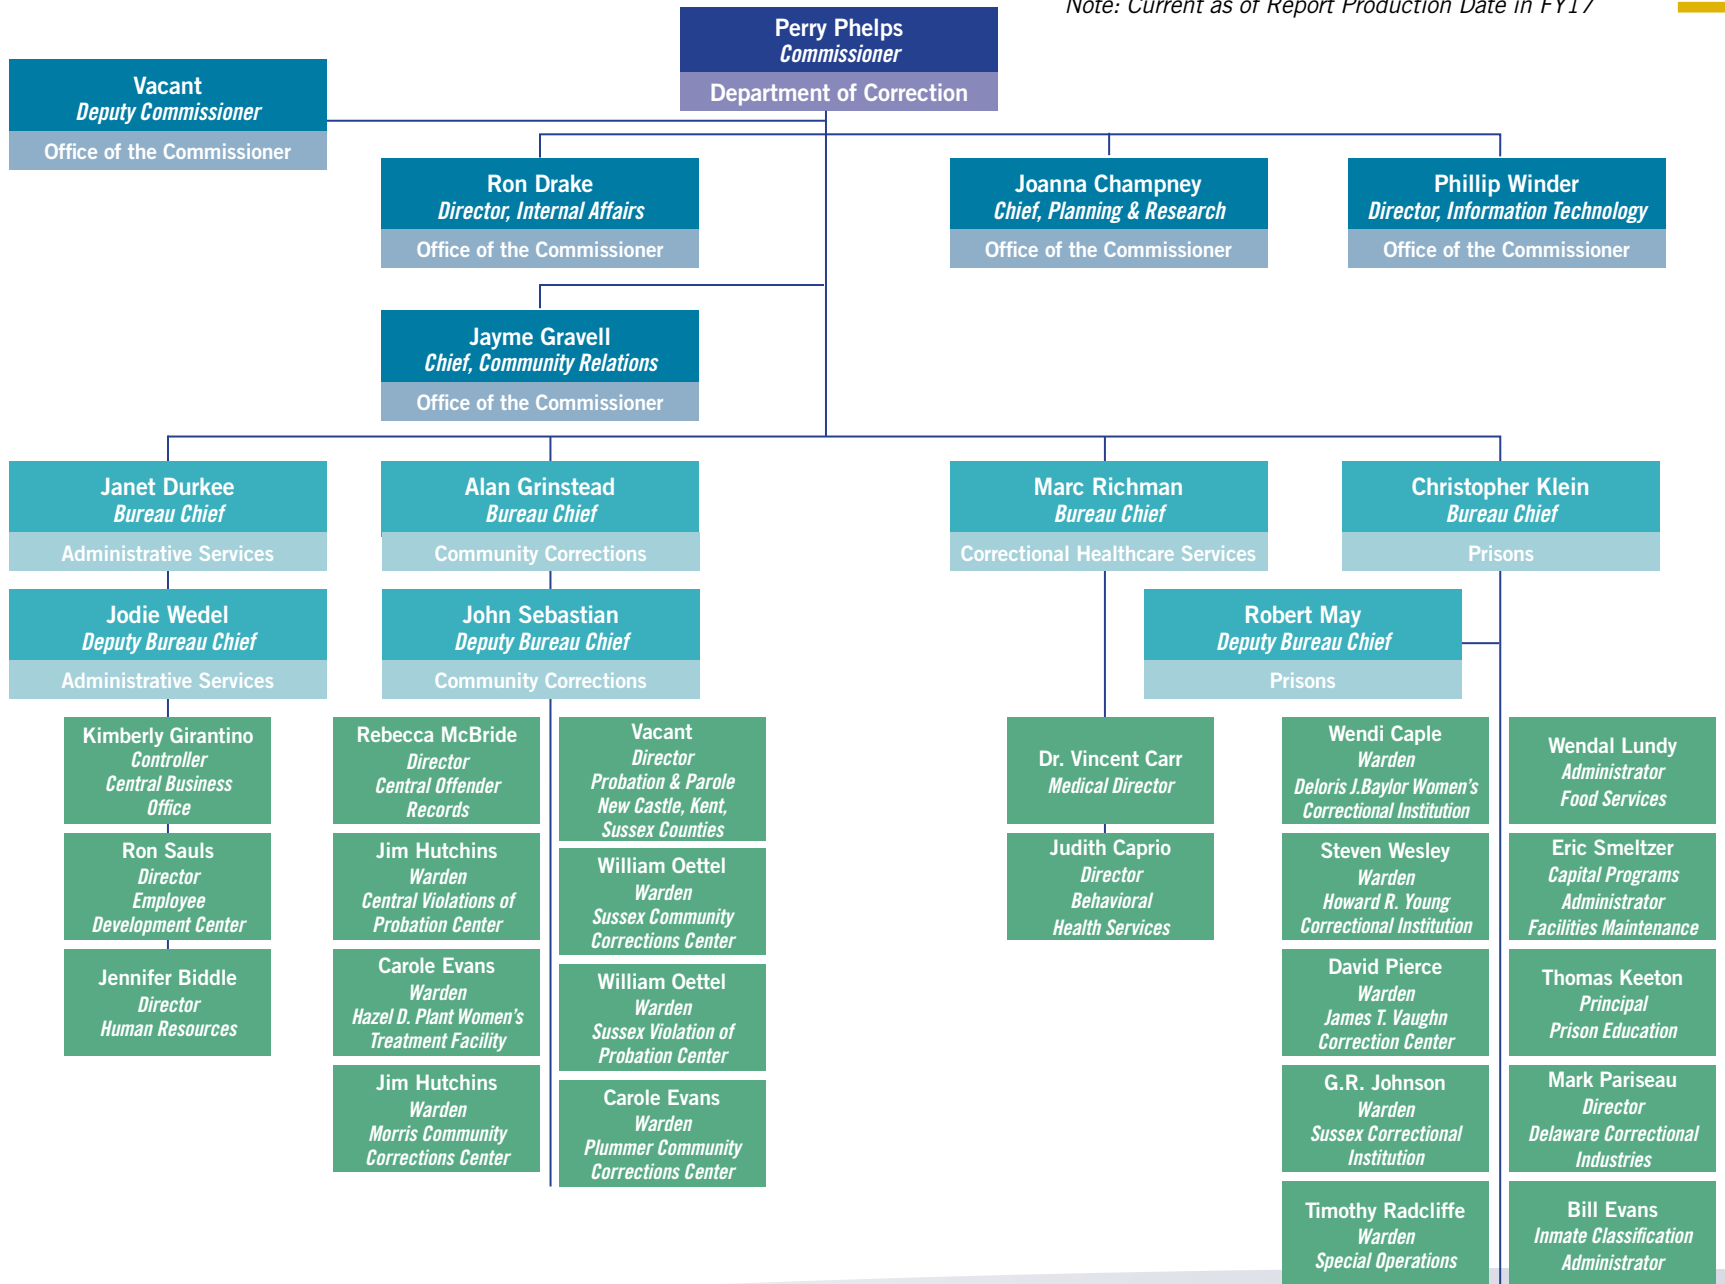 Note: Current as of Report Production Date in FY17
Perry Phelps
Commissioner
Department of Correction
Vacant
Deputy Commissioner
Office of the Commissioner
Ron Drake
Director, Internal Affairs
Office of the Commissioner
Joanna Champney
Chief, Planning & Research
Office of the Commissioner
Phillip Winder
Director, Information Technology
Office of the Commissioner
Jayme Gravell
Chief, Community Relations
Office of the Commissioner
Janet Durkee
Bureau Chief
Administrative Services
Alan Grinstead
Bureau Chief
Community Corrections
Marc Richman
Bureau Chief
Correctional Healthcare Services
Christopher Klein
Bureau Chief
Prisons
Jodie Wedel
Deputy Bureau Chief
Administrative Services
John Sebastian
Deputy Bureau Chief
Community Corrections
Robert May
Deputy Bureau Chief
Prisons
Kimberly Girantino
Controller
Central Business
Office
Ron Sauls
Director
Employee
Development Center
Jennifer Biddle
Director
Human Resources
Rebecca McBride
Director
Central Offender
Records
Jim Hutchins
Warden
Central Violations of
Probation Center
Carole Evans
Warden
Hazel D. Plant Women's
Treatment Facility
Jim Hutchins
Warden
Morris Community
Corrections Center
Vacant
Director
Probation & Parole
New Castle, Kent,
Sussex Counties
William Oettel
Warden
Sussex Community
Corrections Center
William Oettel
Warden
Sussex Violation of
Probation Center
Carole Evans
Warden
Plummer Community
Corrections Center
Dr. Vincent Carr
Medical Director
Judith Caprio
Director
Behavioral
Health Services
Wendi Caple
Warden
Deloris J.Baylor Women's
Correctional Institution
Steven Wesley
Warden
Howard R. Young
Correctional Institution
David Pierce
Warden
James T. Vaughn
Correction Center
G.R. Johnson
Warden
Sussex Correctional
Institution
Timothy Radcliffe
Warden
Special Operations
Wendal Lundy
Administrator
Food Services
Eric Smeltzer
Capital Programs
Administrator
Facilities Maintenance
Thomas Keeton
Principal
Prison Education
Mark Pariseau
Director
Delaware Correctional
Industries
Bill Evans
Inmate Classification
Administrator